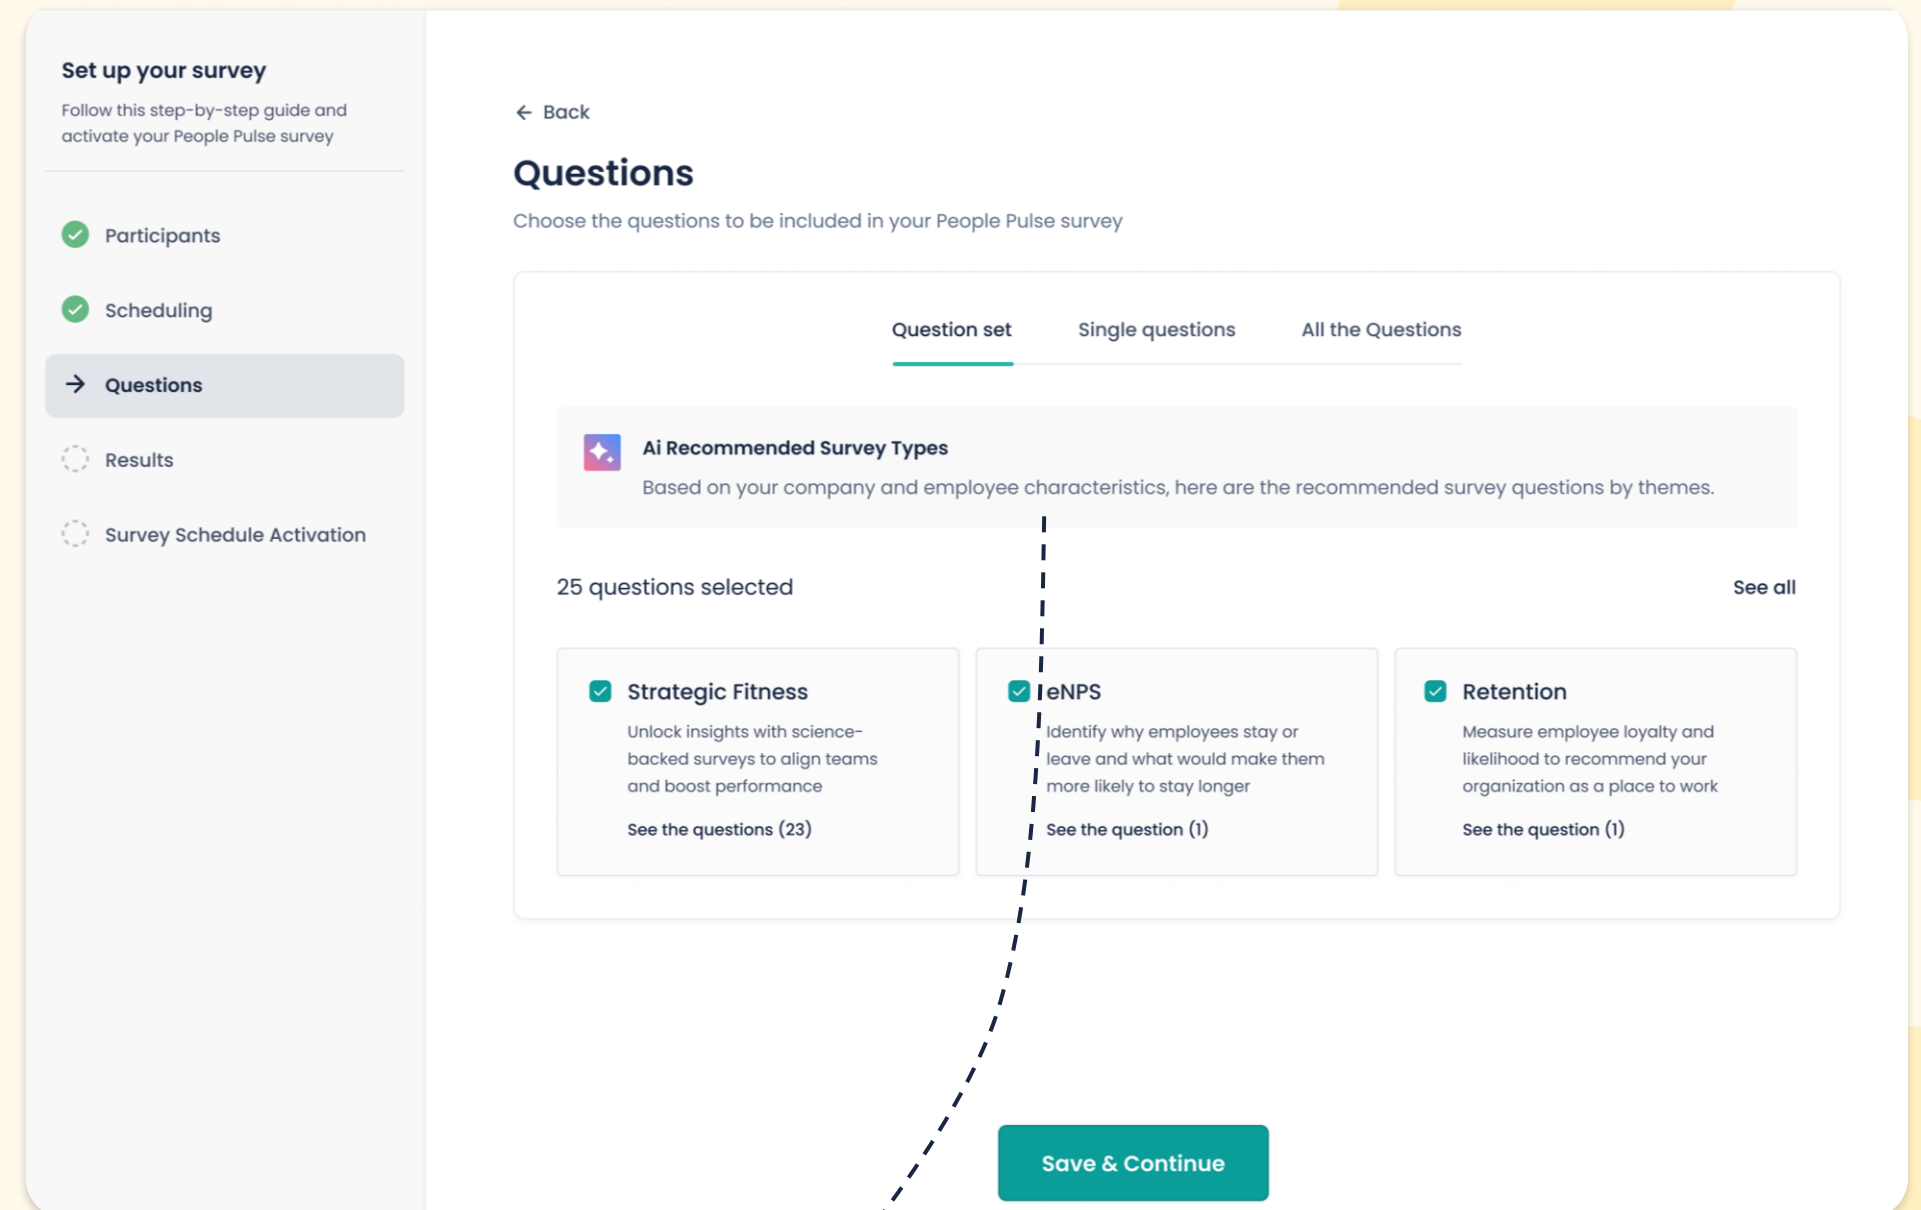 Set up your survey
Follow this step-by-step guide and
activate your People Pulse survey
Participants
Scheduling
Questions
Results
Survey Schedule Activation
Back
Questions
Choose the questions to be included in your People Pulse survey
Question set
Single questions
All the Questions
Ai Recommended Survey Types
Based on your company and employee characteristics, here are the recommended survey questions by themes.
25 questions selected
See all
Strategic Fitness
Unlock insights with science-
backed surveys to align teams
and boost performance
See the questions (23)
eNPS
Identify why employees stay or
leave and what would make them
more likely to stay longer
See the question (1)
Retention
Measure employee loyalty and
likelihood to recommend your
organization as a place to work
See the question (1)
Save & Continue